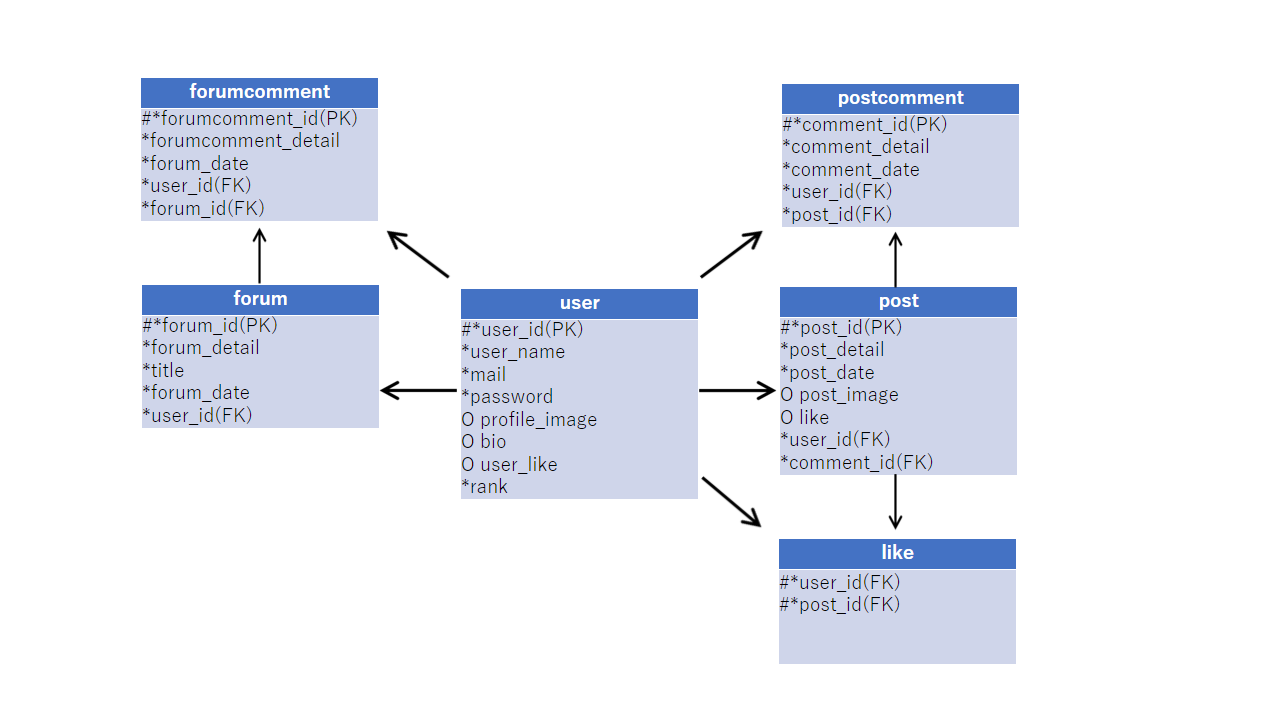 forumcomment
#*forumcomment_id(PK)
*forumcomment_detail
*forum_date
*user_id(FK)
*forum_id(FK)
postcomment
#*comment_id(PK)
*comment_detail
*comment_date
*user_id(FK)
*post_id(FK)
forum
#*forum_id(PK)
*forum_detail
*title
*forum_date
*user_id(FK)
user
#*user_id(PK)
*user_name
*mail
*password
O profile_image
O bio
O user_like
*rank
post
#*post_id(PK)
*post_detail
*post_date
O post_image
O like
*user_id(FK)
*comment_id(FK)
like
#*user_id(FK)
#*post_id(FK)